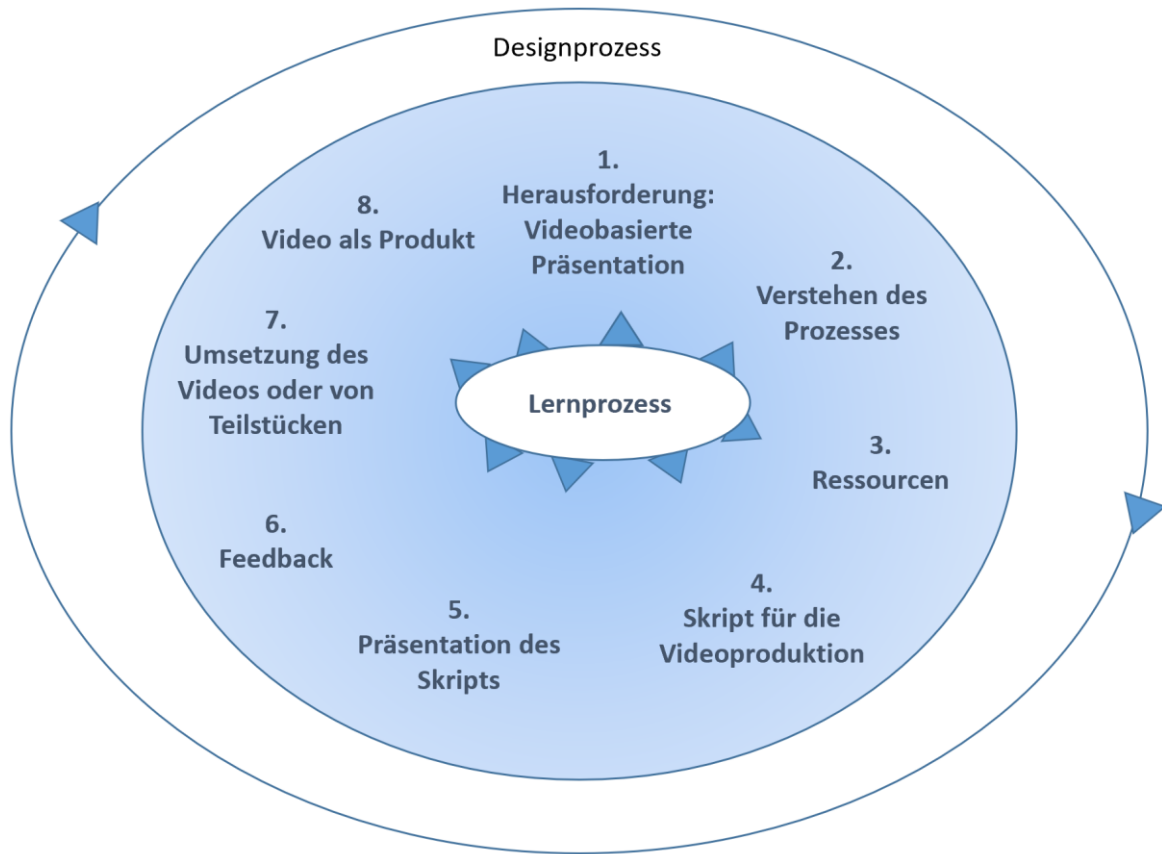 Designprozess
1.
Herausforderung:
Videobasierte
Präsentation
2.
Verstehen des
Prozesses
3.
Ressourcen
4.
Skript für die
Videoproduktion
5.
Präsentation des
Skripts
6.
Feedback
7.
Umsetzung des
Videos oder von
Teilstücken
8.
Video als Produkt
Lernprozess